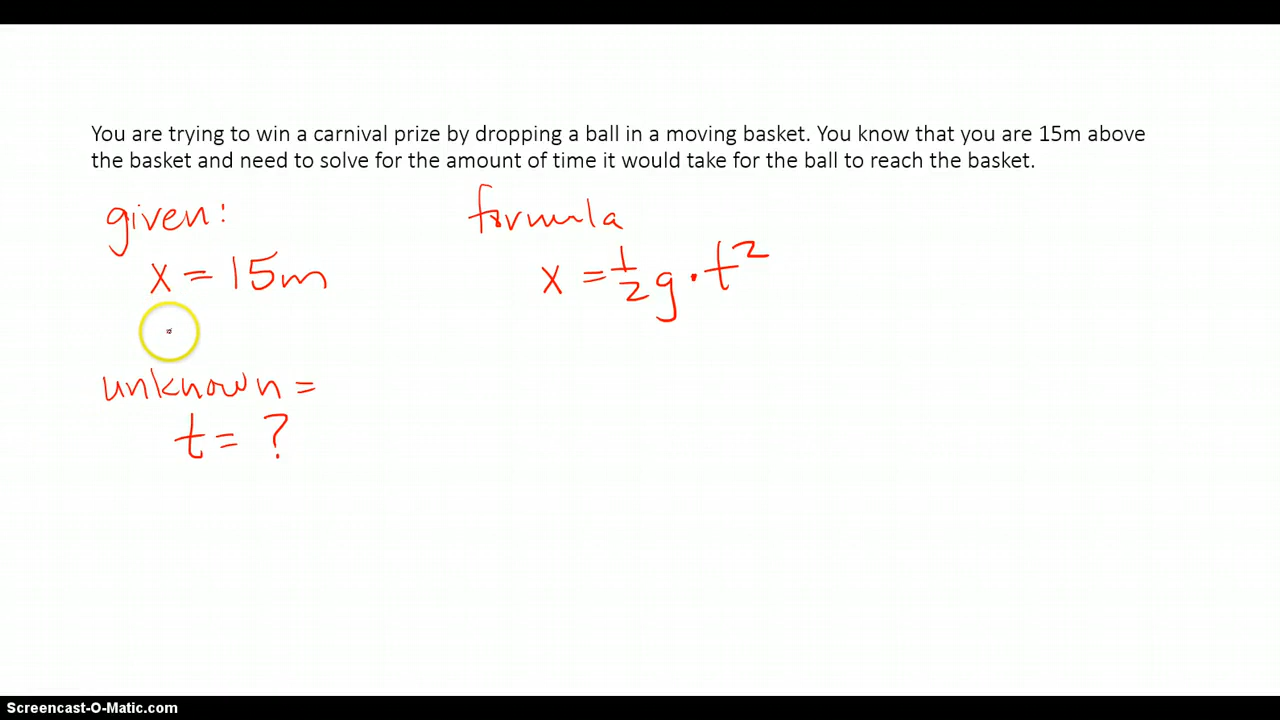 You are trying to win a carnival prize by dropping a ball in a moving basket. You know that you are 15m above
the basket and need to solve for the amount of time it would take for the ball to reach the basket.
given:
x = 15m
unknown =
t = ?
formula
x = 1/2 g · t²
Screencast-O-Matic.com